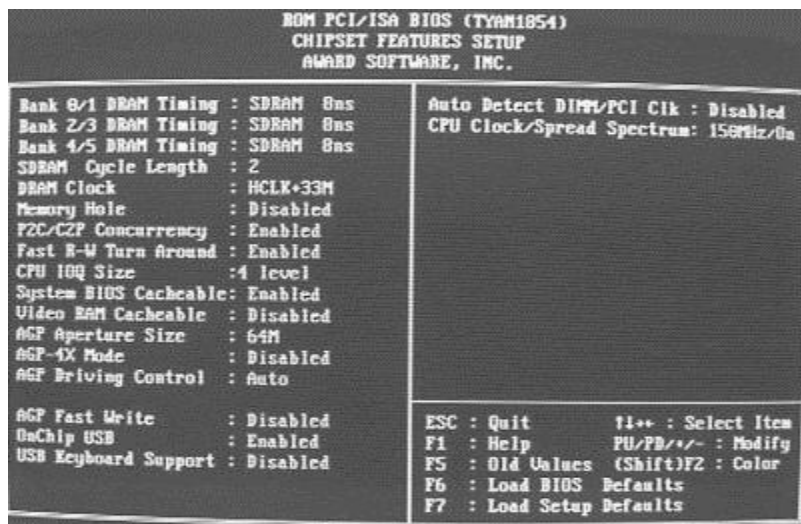 ROM PCI/ISA BIOS (TYAN1854)
CHIPSET FEATURES SETUP
AWARD SOFTWARE, INC.
Bank 0/1 DRAM Timing : SDRAM 8ns
Bank 2/3 DRAM Timing : SDRAM 8ns
Bank 4/5 DRAM Timing : SDRAM 8ns
SDRAM Cycle Length : 2
DRAM Clock : HCLK+33M
Memory Hole : Disabled
P2C/C2P Concurrency : Enabled
Fast R-W Turn Around : Enabled
CPU IOQ Size :4 level
System BIOS Cacheable: Enabled
Video RAM Cacheable : Disabled
AGP Aperture Size : 64M
AGP-4X Mode : Disabled
AGP Driving Control : Auto
AGP Fast Write : Disabled
OnChip USB : Enabled
USB Keyboard Support : Disabled
Auto Detect DIMM/PCI Clk : Disabled
CPU Clock/Spread Spectrum: 150MHz/On
ESC : Quit ↑↓→← : Select Item
F1 : Help PU/PD/+/- : Modify
F5 : Old Values (Shift)F2 : Color
F6 : Load BIOS Defaults
F7 : Load Setup Defaults